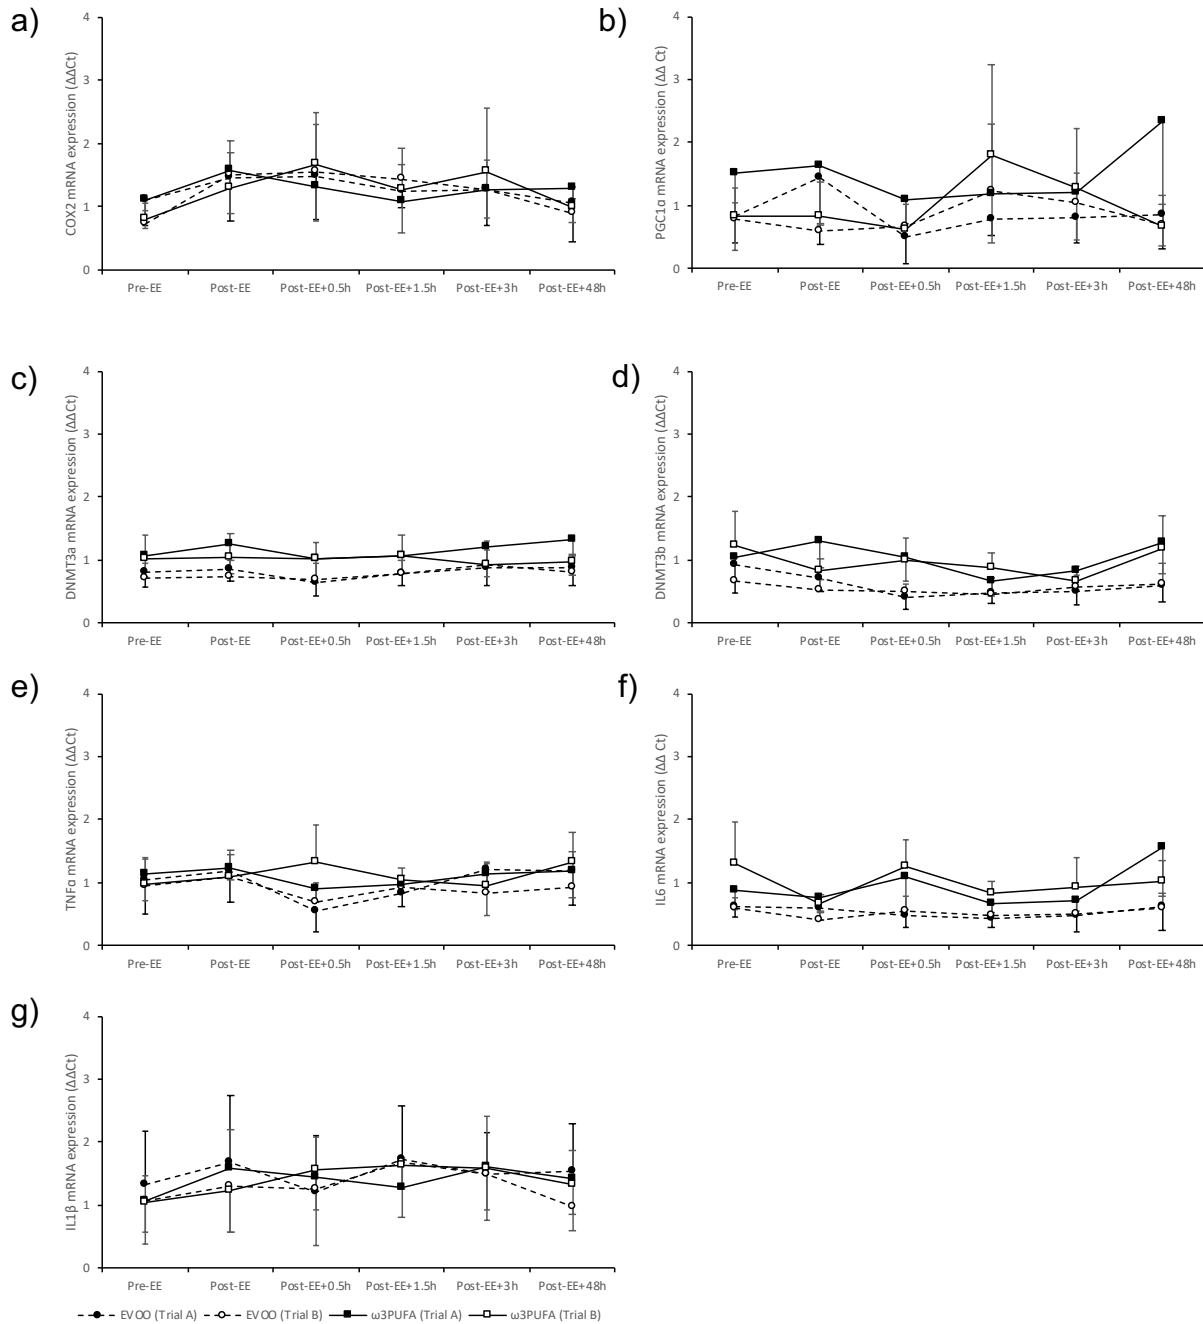 a)
COX2 mRNA expression (ΔΔCt)
4
3
2
1
0
Pre-EE Post-EE Post-EE+0.5h Post-EE+1.5h Post-EE+3h Post-EE+48h
b)
PGC1α mRNA expression (ΔΔ Ct)
4
3
2
1
0
Pre-EE Post-EE Post-EE+0.5h Post-EE+1.5h Post-EE+3h Post-EE+48h
c)
DNMT3a mRNA expression (ΔΔCt)
4
3
2
1
0
Pre-EE Post-EE Post-EE+0.5h Post-EE+1.5h Post-EE+3h Post-EE+48h
d)
DNMT3b mRNA expression (ΔΔCt)
4
3
2
1
0
Pre-EE Post-EE Post-EE+0.5h Post-EE+1.5h Post-EE+3h Post-EE+48h
e)
TNFα mRNA expression (ΔΔCt)
4
3
2
1
0
Pre-EE Post-EE Post-EE+0.5h Post-EE+1.5h Post-EE+3h Post-EE+48h
f)
IL6 mRNA expression (ΔΔ Ct)
4
3
2
1
0
Pre-EE Post-EE Post-EE+0.5h Post-EE+1.5h Post-EE+3h Post-EE+48h
g)
IL1β mRNA expression (ΔΔCt)
4
3
2
1
0
Pre-EE Post-EE Post-EE+0.5h Post-EE+1.5h Post-EE+3h Post-EE+48h
EVOO (Trial A) EVOO (Trial B) ω3PUFA (Trial A) ω3PUFA (Trial B)